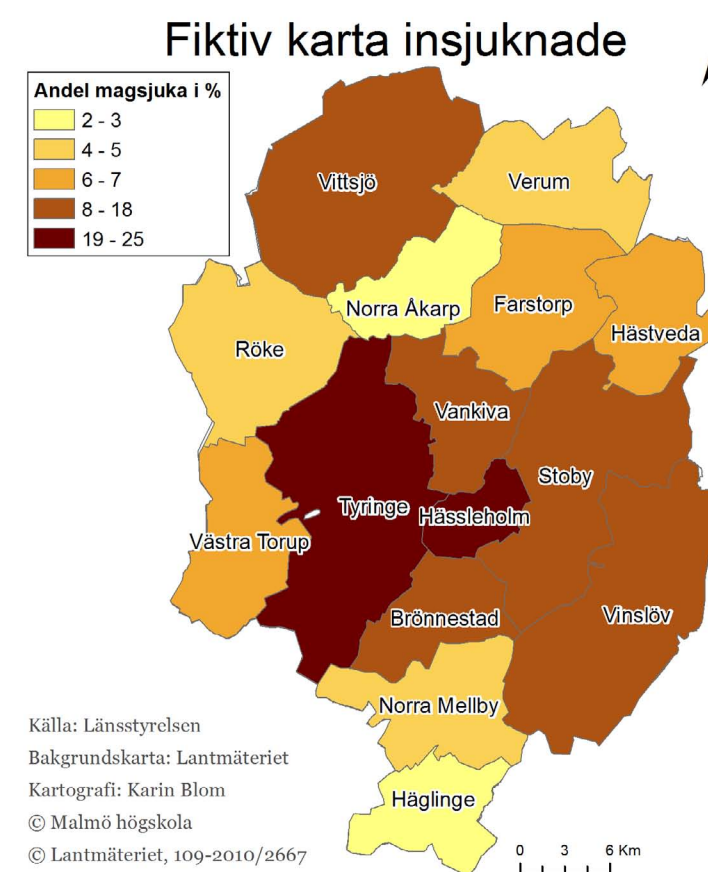 Fiktiv karta insjuknade
Andel magsjuka i %
2 - 3
4 - 5
6 - 7
8 - 18
19 - 25
Vittsjö
Verum
Norra Åkarp
Farstorp
Hästveda
Röke
Vankiva
Stoby
Tyringe
Hässleholm
Västra Torup
Brönnestad
Vinslöv
Norra Mellby
Häglinge
Källa: Länsstyrelsen
Bakgrundskarta: Lantmäteriet
Kartografi: Karin Blom
© Malmö högskola
© Lantmäteriet, 109-2010/2667
0 3 6 Km